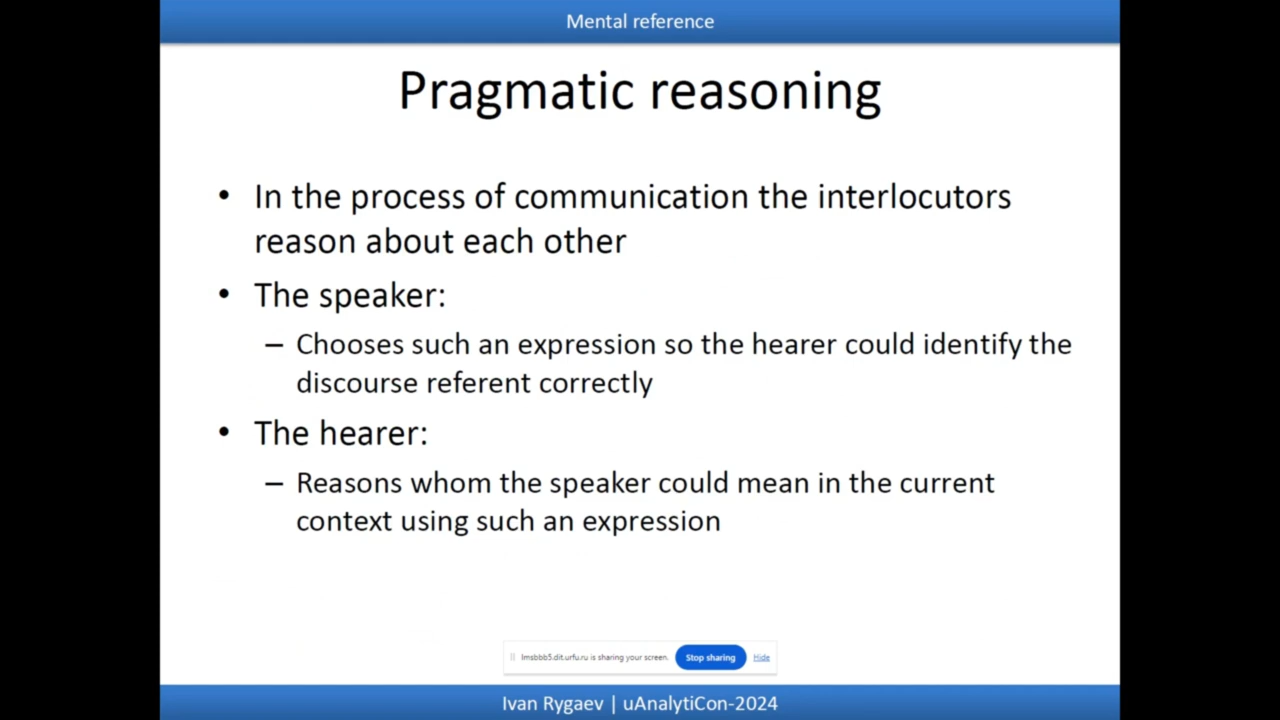 Mental reference
Pragmatic reasoning
• In the process of communication the interlocutors
reason about each other
• The speaker:
– Chooses such an expression so the hearer could identify the
discourse referent correctly
• The hearer:
– Reasons whom the speaker could mean in the current
context using such an expression
lmsbbb5.dit.urfu.ru is sharing your screen. Stop sharing Hide
Ivan Rygaev | uAnalytiCon-2024